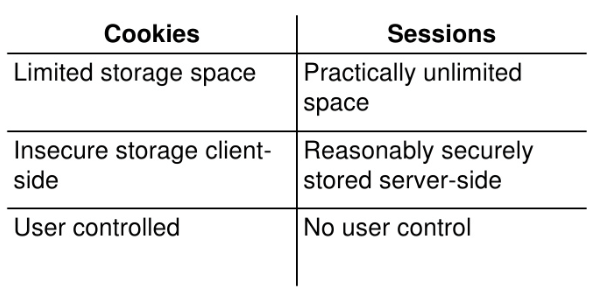 Cookies
Sessions
Limited storage space
Practically unlimited
space
Insecure storage client-
side
Reasonably securely
stored server-side
User controlled
No user control